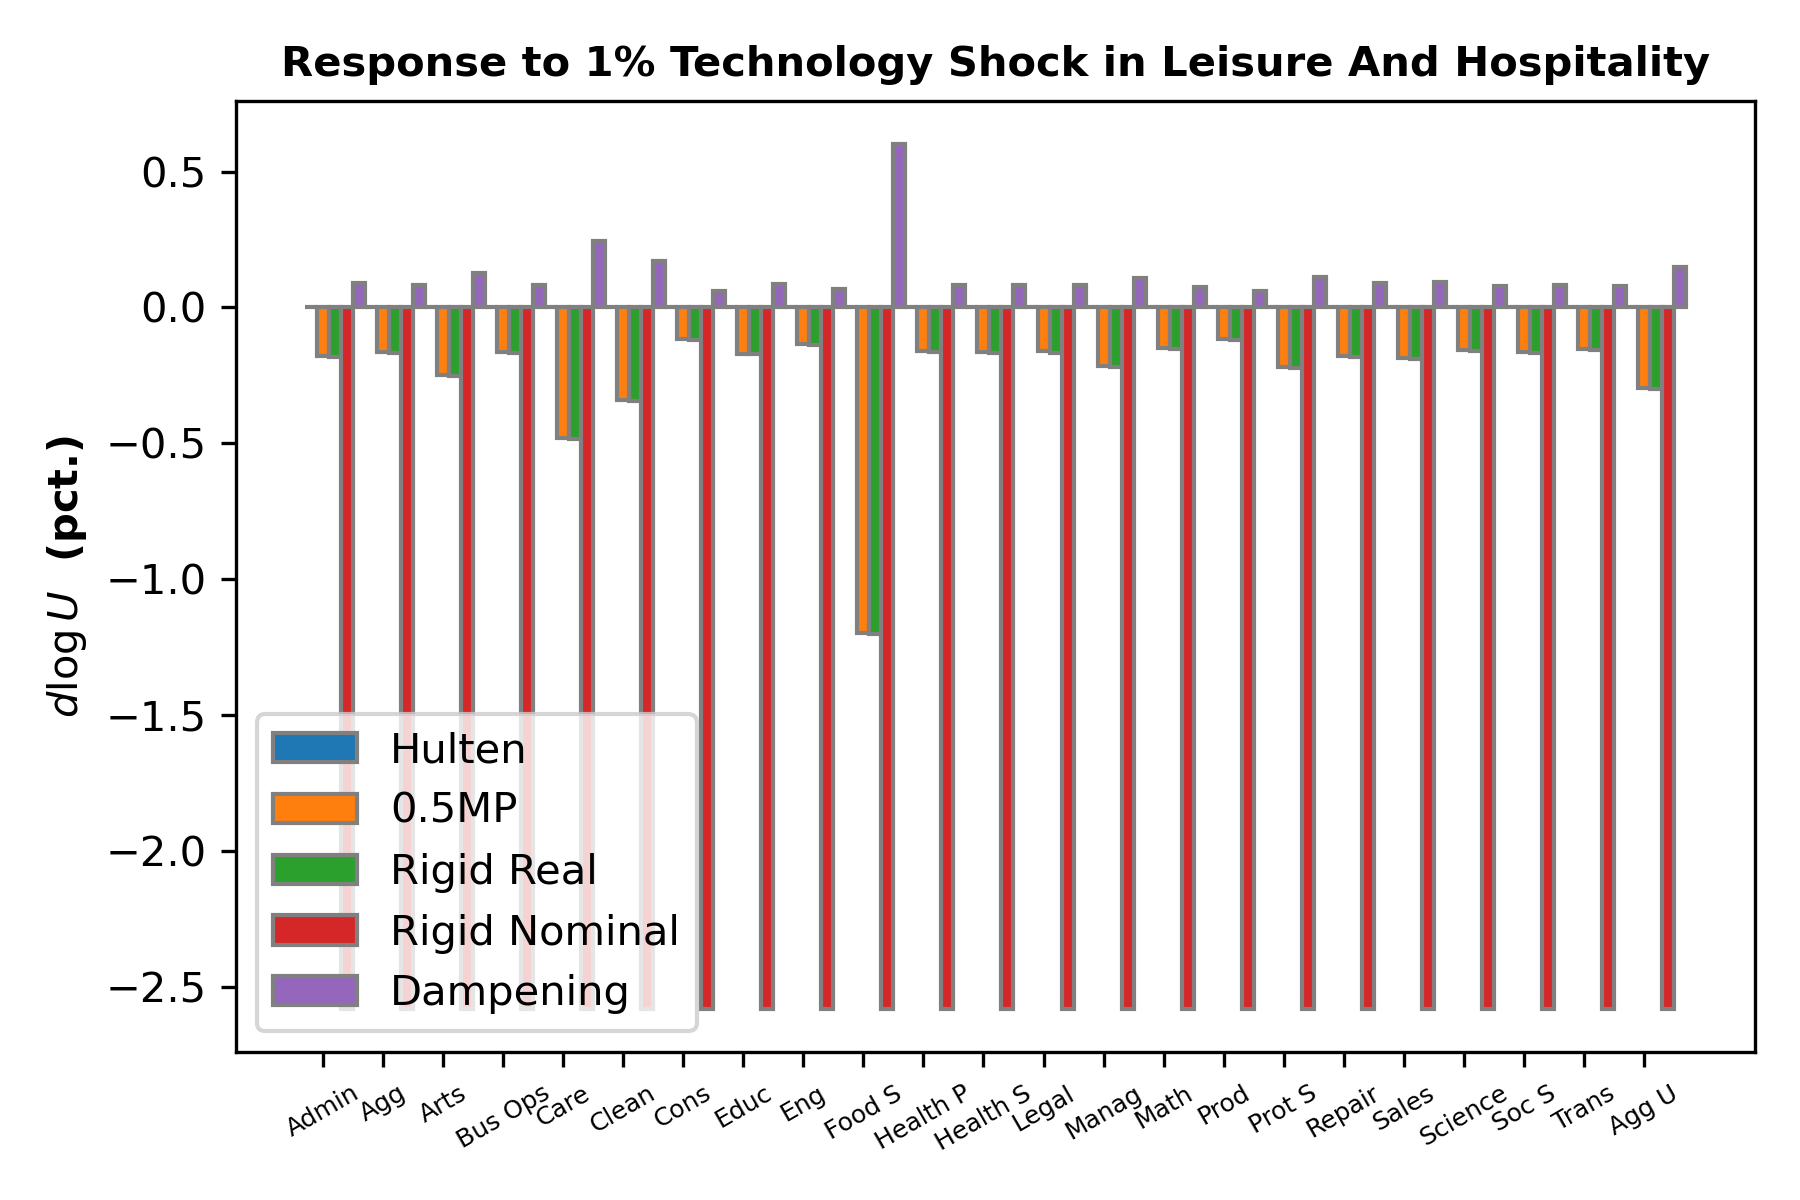 Response to 1% Technology Shock in Leisure And Hospitality
d log U (pct.)
0.5
0.0
−0.5
−1.0
−1.5
−2.0
−2.5
Hulten
0.5MP
Rigid Real
Rigid Nominal
Dampening
Admin
Agg
Arts
Bus Ops
Care
Clean
Cons
Educ
Eng
Food S
Health P
Health S
Legal
Manag
Math
Prod
Prot S
Repair
Sales
Science
Soc S
Trans
Agg U